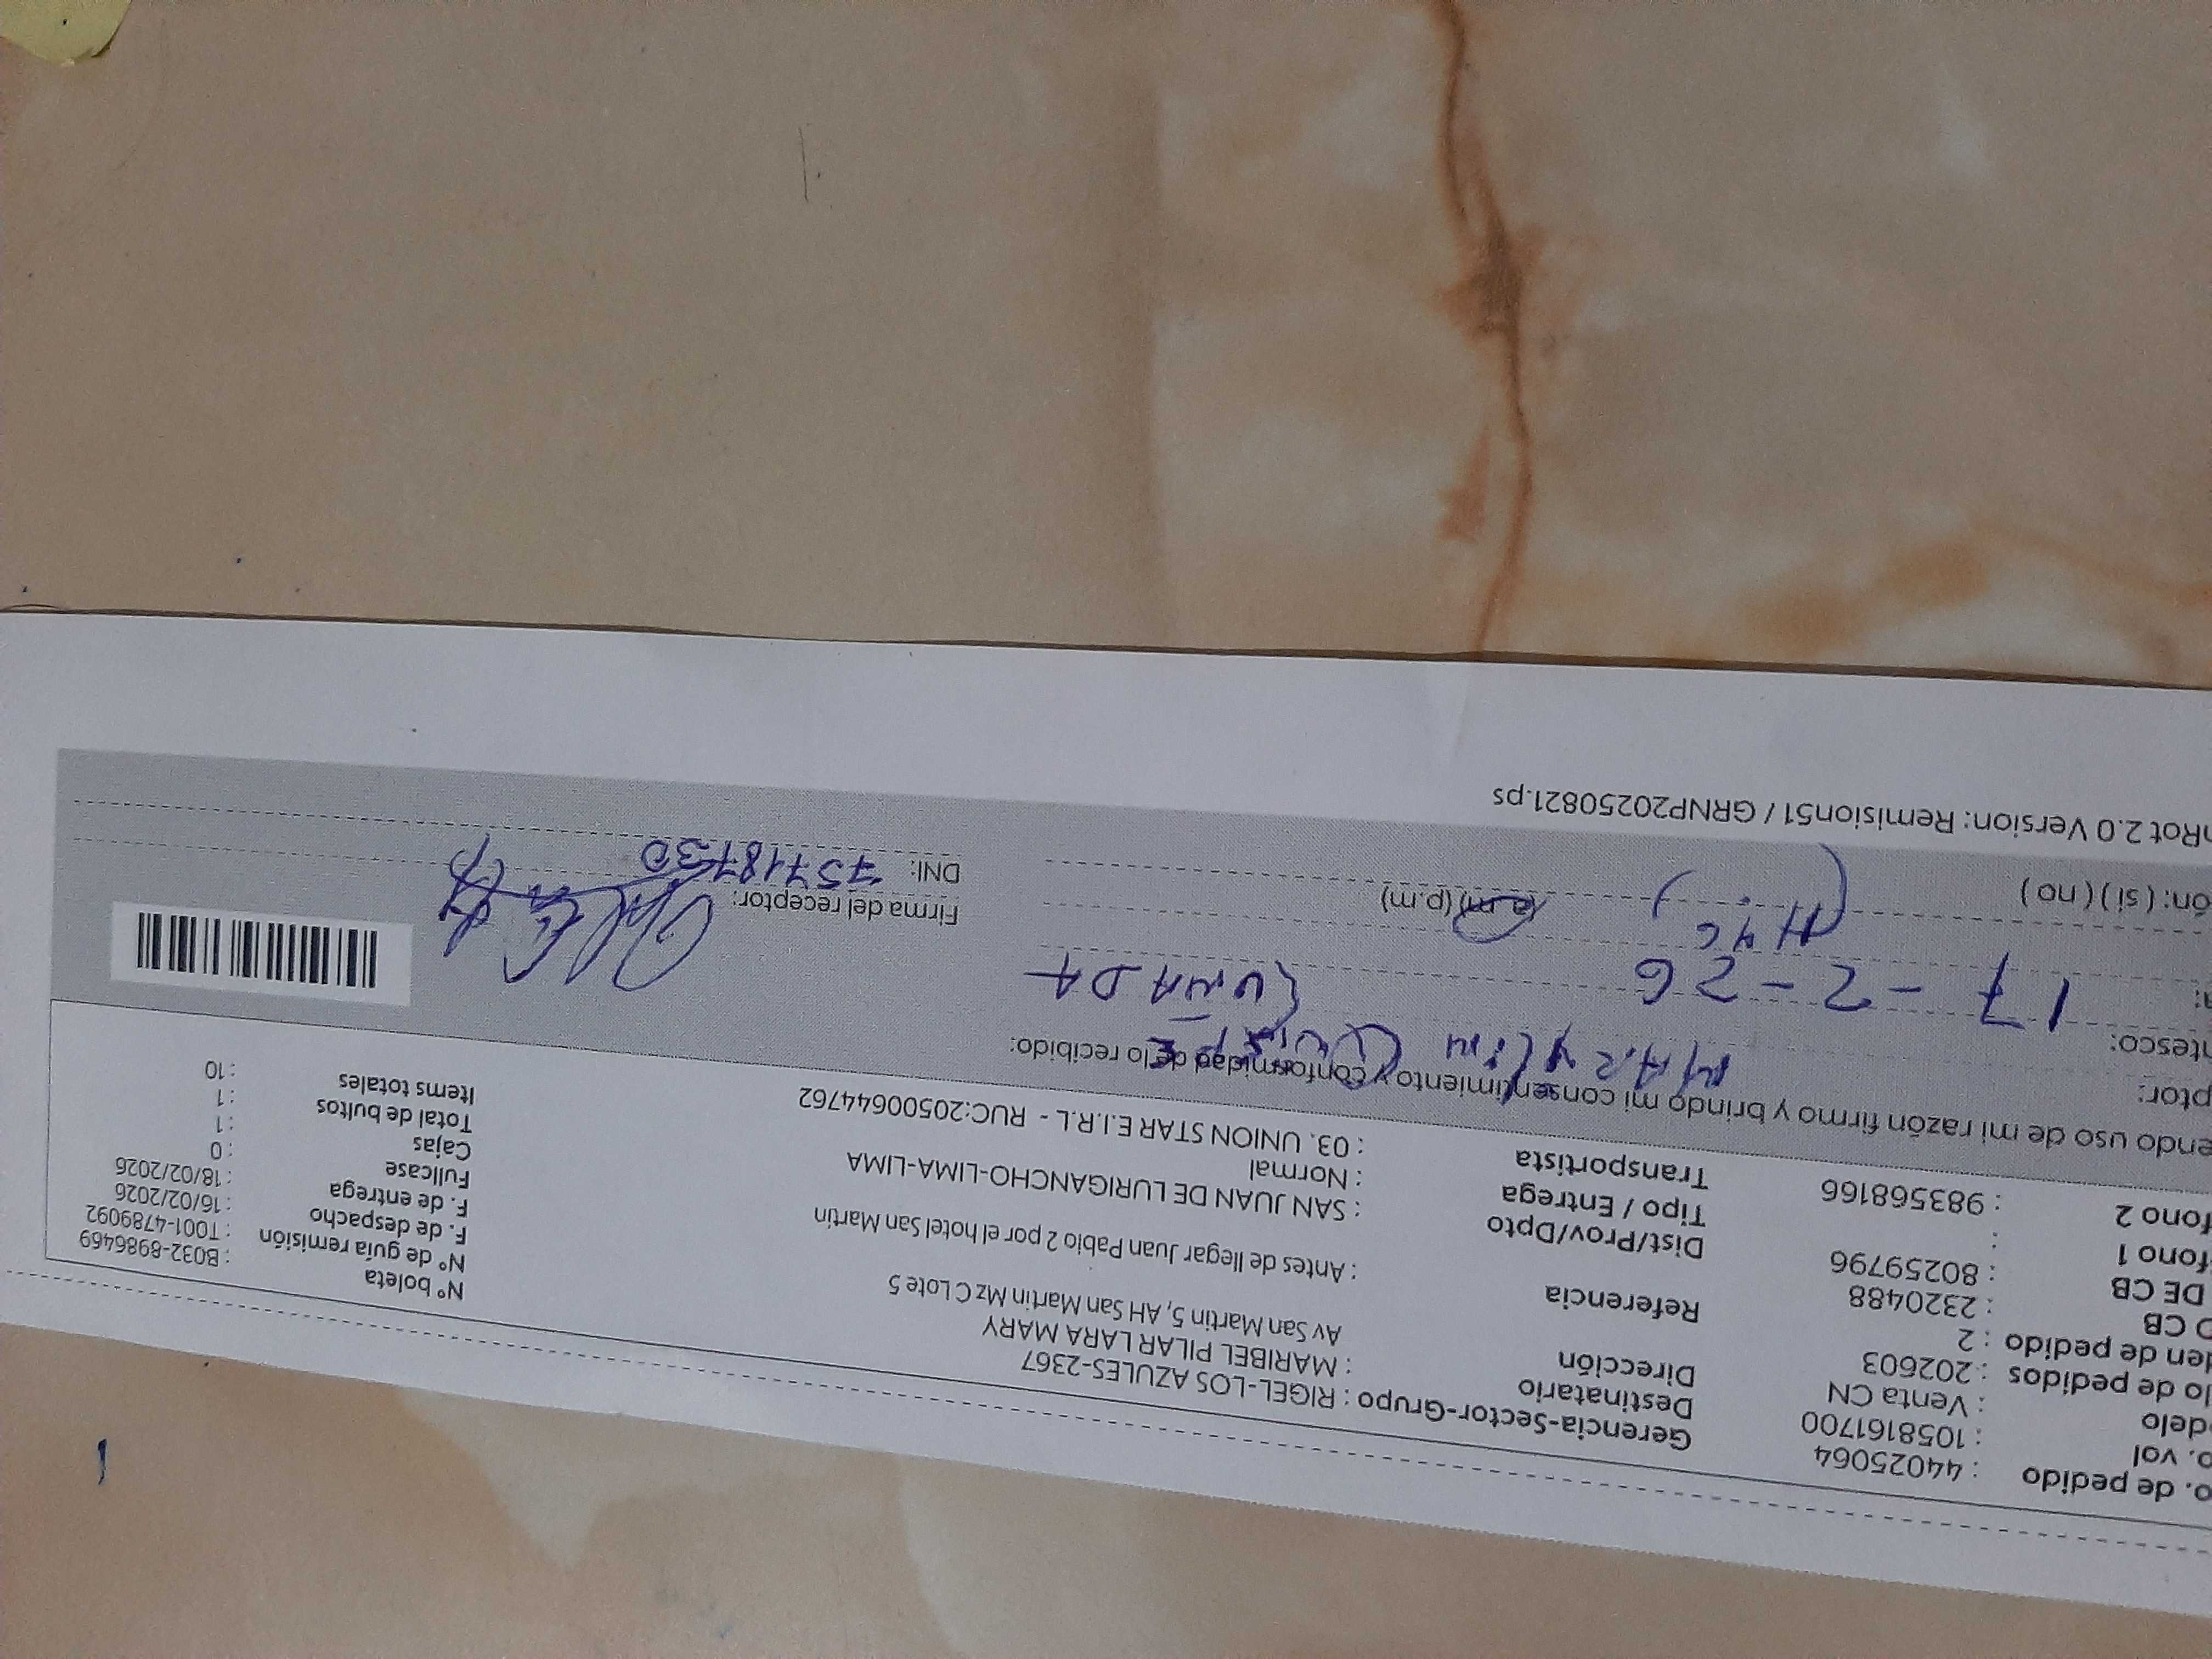 o. de pedido : 44025064
o. vol : 1058161700
delo : Venta CN
lo de pedidos : 202603
den de pedido : 2
O CB : 2320488
DE CB : 80259796
fono 1 :
fono 2 : 983568166
Gerencia-Sector-Grupo : RIGEL-LOS AZULES-2367
Destinatario : MARIBEL PILAR LARA MARY
Dirección Av San Martin 5, AH San Martin Mz C Lote 5
Referencia : Antes de llegar Juan Pablo 2 por el hotel San Martin
Dist/Prov/Dpto : SAN JUAN DE LURIGANCHO-LIMA-LIMA
Tipo / Entrega : Normal
Transportista : 03. UNION STAR E.I.R.L - RUC:20500644762
Nº boleta : B032-8986469
Nº de guía remisión : T001-4789092
F. de despacho : 16/02/2026
F. de entrega : 18/02/2026
Fullcase : 0
Cajas : 1
Total de bultos : 1
Items totales : 10
endo uso de mi razón firmo y brindo mi consentimiento y conformidad de lo recibido:
ptor:
ntesco: CUÑADA
a: 17-2-26
(a.m) (p.m)
ón: ( si ) ( no )
Firma del receptor:
DNI: 75718730
nRot 2.0 Version: Remision51 / GRNP20250821.ps